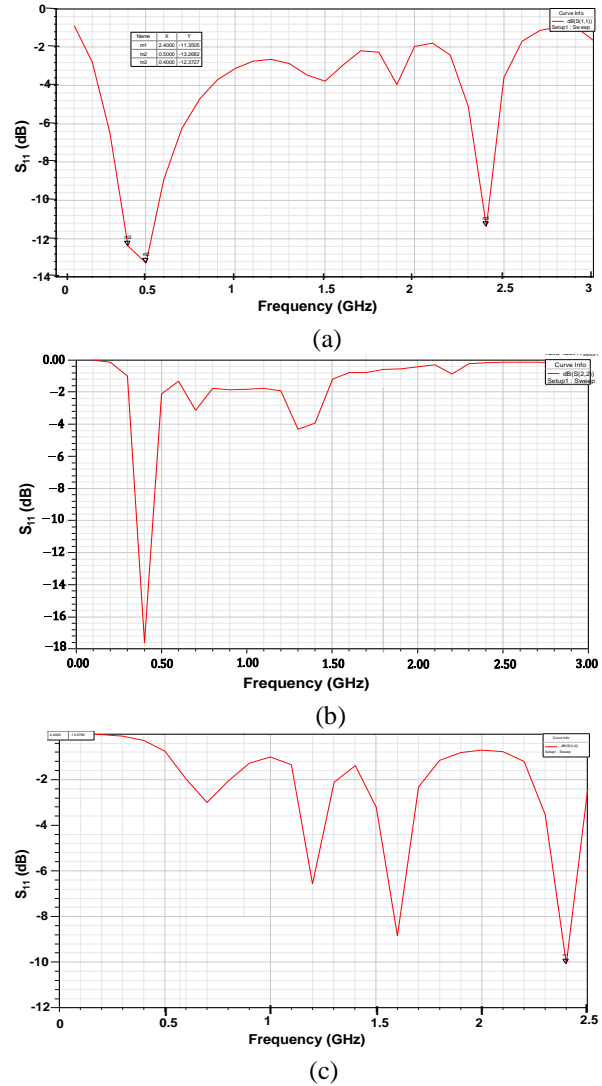 0
-2
-4
-6
-8
-10
-12
-14
S11 (dB)
Name X Y
m1 2.4000 -11.3505
m2 0.5000 -13.2682
m3 0.4000 -12.3727
Curve Info
dB(S(1,1))
Setup1 : Sweep
m3
0 0.5 1 1.5 2 2.5 3
Frequency (GHz)
(a)
0.00
−2
−4
−6
−8
−10
−12
−14
−16
−18
S11 (dB)
Curve Info
dB(S(2,2))
Setup1 : Sweep
0.00 0.50 1.00 1.50 2.00 2.50 3.00
Frequency (GHz)
(b)
-2
-4
-6
-8
-10
-12
S11 (dB)
Curve Info
Setup1 : Sweep
0 0.5 1 1.5 2 2.5
Frequency (GHz)
(c)